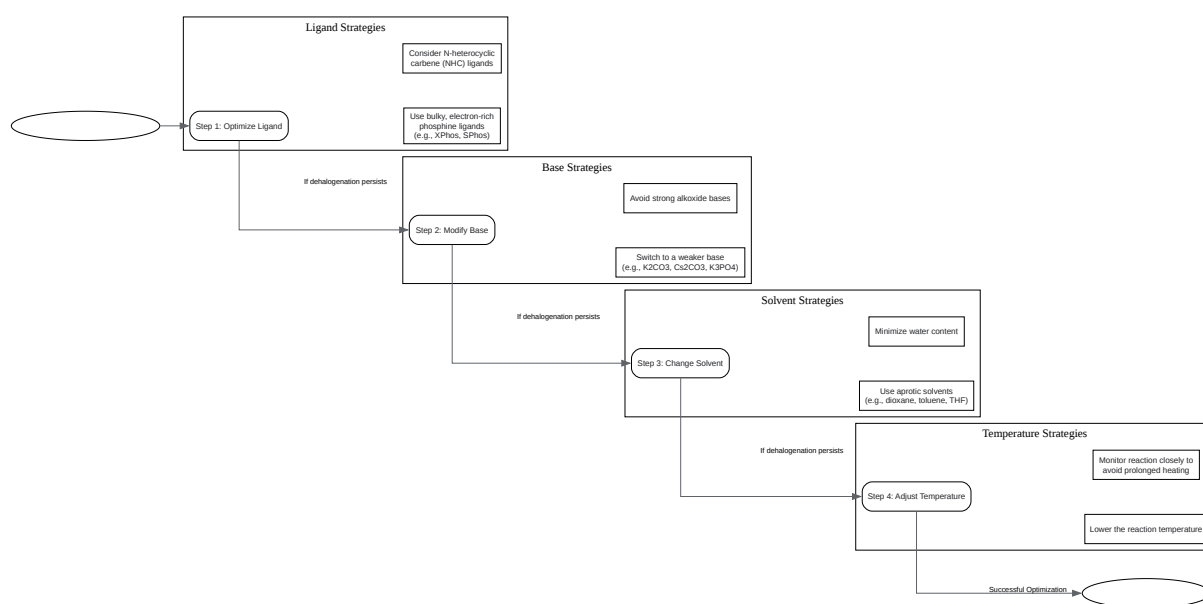 Ligand Strategies
Consider N-heterocyclic
carbene (NHC) ligands
Use bulky, electron-rich
phosphine ligands
(e.g., XPhos, SPhos)
Step 1: Optimize Ligand
If dehalogenation persists
Base Strategies
Avoid strong alkoxide bases
Step 2: Modify Base
Switch to a weaker base
(e.g., K2CO3, Cs2CO3, K3PO4)
If dehalogenation persists
Solvent Strategies
Minimize water content
Step 3: Change Solvent
Use aprotic solvents
(e.g., dioxane, toluene, THF)
If dehalogenation persists
Temperature Strategies
Monitor reaction closely to
avoid prolonged heating
Step 4: Adjust Temperature
Lower the reaction temperature
Successful Optimization